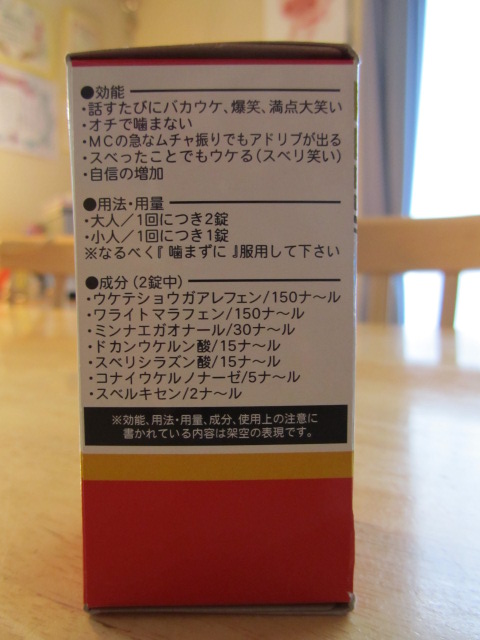 ●効能
・話すたびにバカウケ、爆笑、満点大笑い
・オチで噛まない
・MCの急なムチャ振りでもアドリブが出る
・スベったことでもウケる(スベリ笑い)
・自信の増加
●用法・用量
・大人/1回につき2錠
・小人/1回につき1錠
※なるべく『噛まずに』服用して下さい
●成分(2錠中)
・ウケテショウガアレフェン/150ナ〜ル
・ワライトマラフェン/150ナ〜ル
・ミンナエガオナール/30ナ〜ル
・ドカンウケルン酸/15ナ〜ル
・スベリシラズン酸/15ナ〜ル
・コナイウケルノナーゼ/5ナ〜ル
・スベルキセン/2ナ〜ル
※効能、用法・用量、成分、使用上の注意に
書かれている内容は架空の表現です。